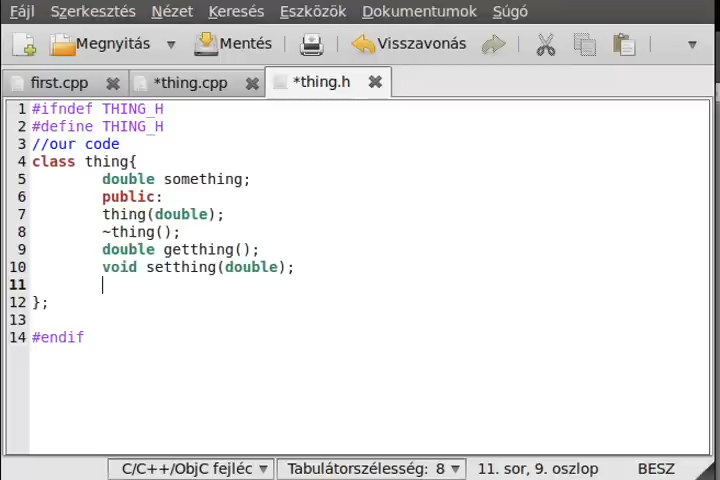 Fájl Szerkesztés Nézet Keresés Eszközök Dokumentumok Súgó
Megnyitás Mentés Visszavonás
first.cpp *thing.cpp *thing.h
1 #ifndef THING_H
2 #define THING_H
3 //our code
4 class thing{
5 double something;
6 public:
7 thing(double);
8 ~thing();
9 double getthing();
10 void setthing(double);
11
12 };
13
14 #endif
C/C++/ObjC fejléc Tabulátorszélesség: 8 11. sor, 9. oszlop BESZ